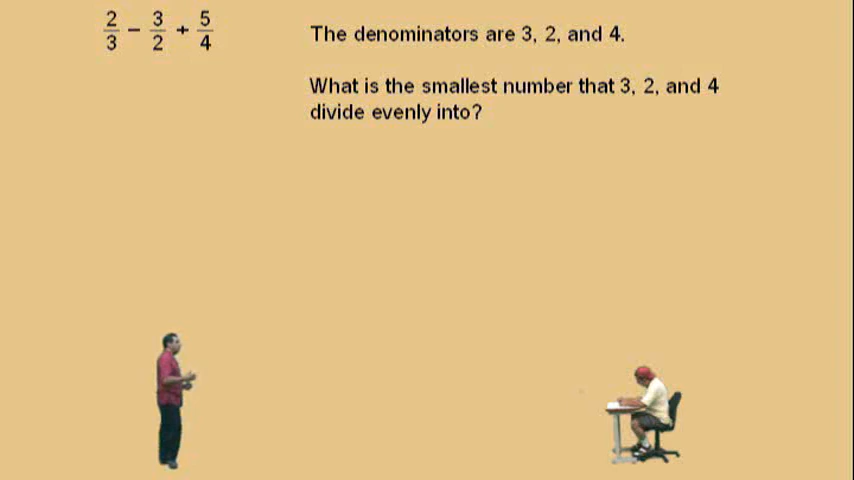 2/3 − 3/2 + 5/4
The denominators are 3, 2, and 4.
What is the smallest number that 3, 2, and 4
divide evenly into?